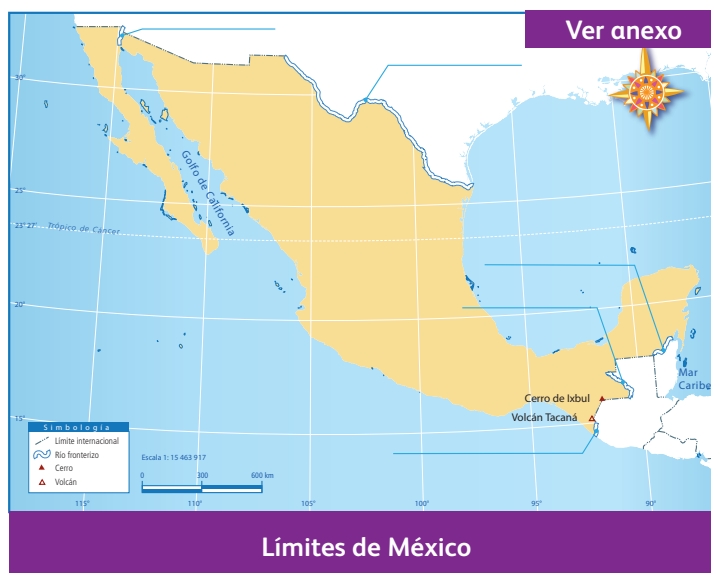 Ver anexo
30°
Golfo de California
25°
23° 27'
Trópico de Cancer
20°
Mar
Caribe
Cerro de Ixbul
Volcán Tacaná
15°
Simbología
Límite internacional
Río fronterizo
Cerro
Volcán
Escala 1: 15 463 917
0 300 600 km
115° 110° 105° 100° 95° 90°
Límites de México